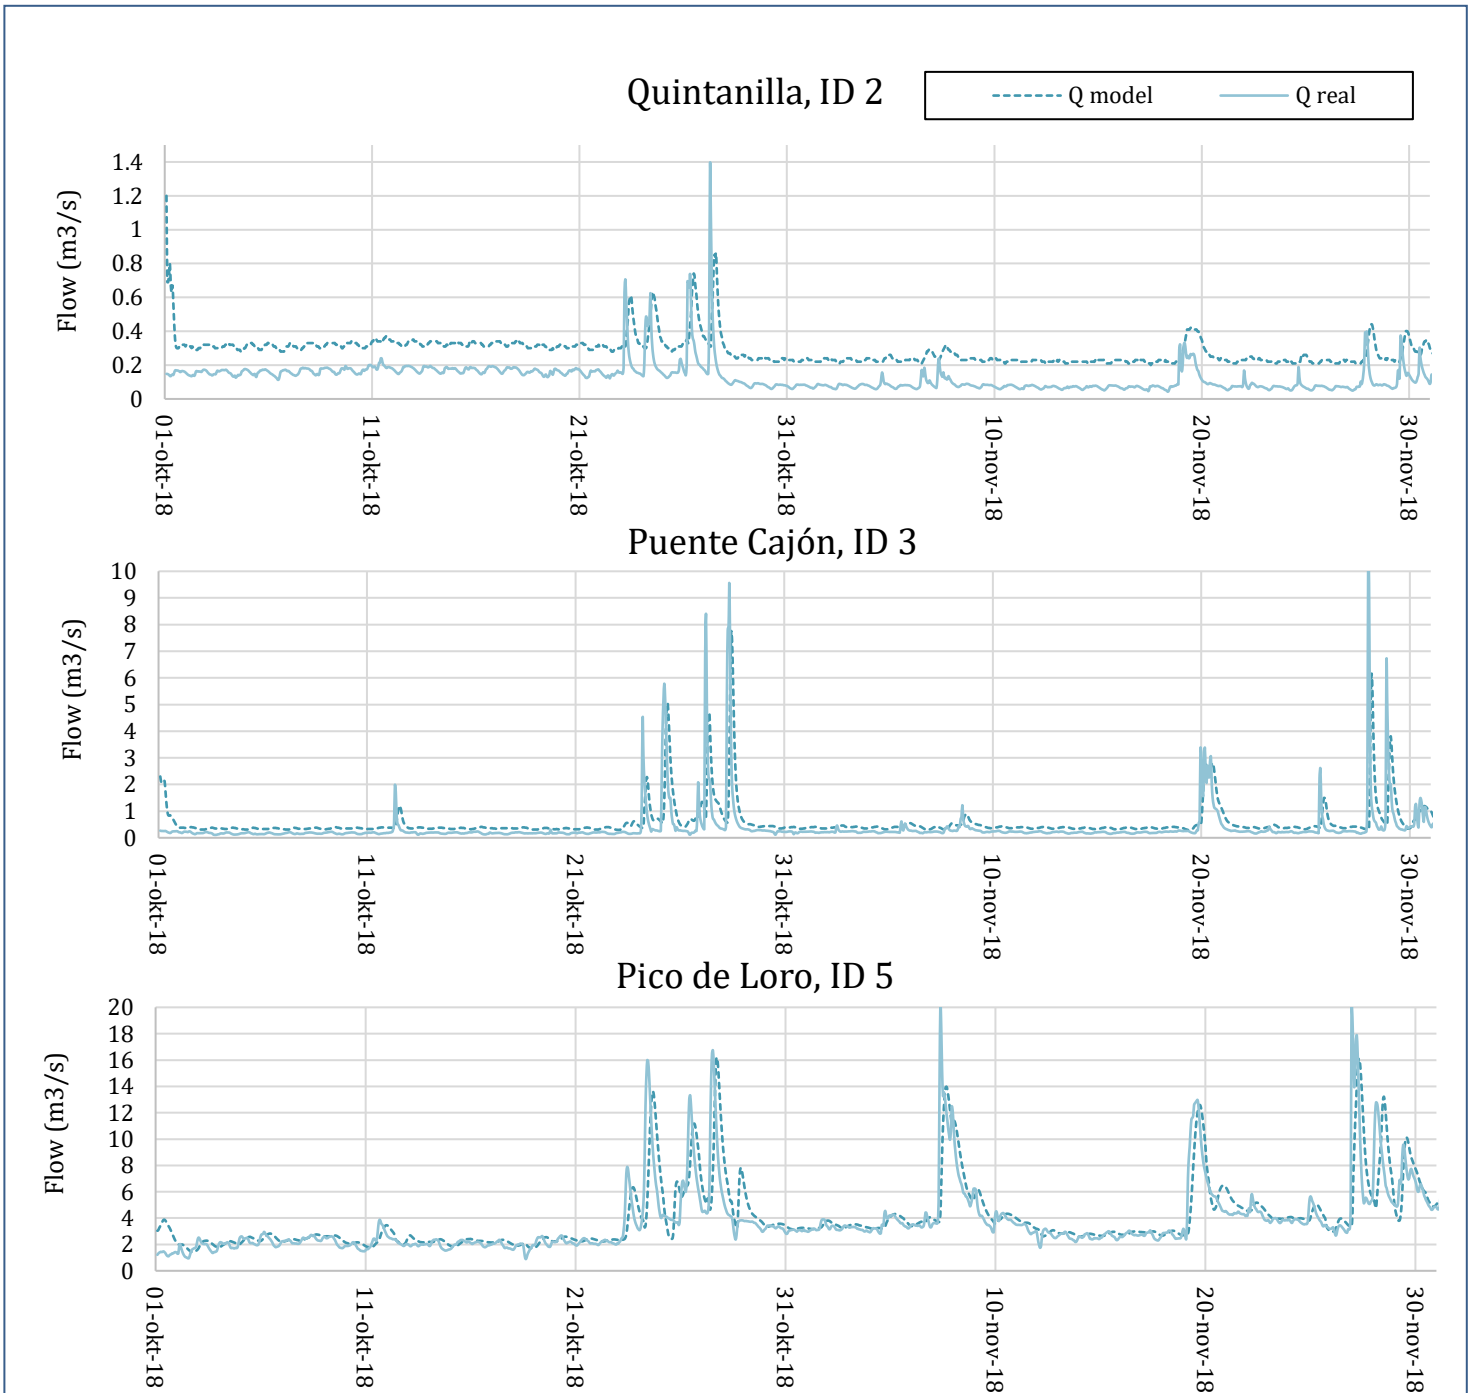 Quintanilla, ID 2
Q model
Q real
Flow (m3/s)
1.4
1.2
1
0.8
0.6
0.4
0.2
0
01-okt-18
11-okt-18
21-okt-18
31-okt-18
10-nov-18
20-nov-18
30-nov-18
Puente Cajón, ID 3
Flow (m3/s)
10
9
8
7
6
5
4
3
2
1
0
01-okt-18
11-okt-18
21-okt-18
31-okt-18
10-nov-18
20-nov-18
30-nov-18
Pico de Loro, ID 5
Flow (m3/s)
20
18
16
14
12
10
8
6
4
2
0
01-okt-18
11-okt-18
21-okt-18
31-okt-18
10-nov-18
20-nov-18
30-nov-18